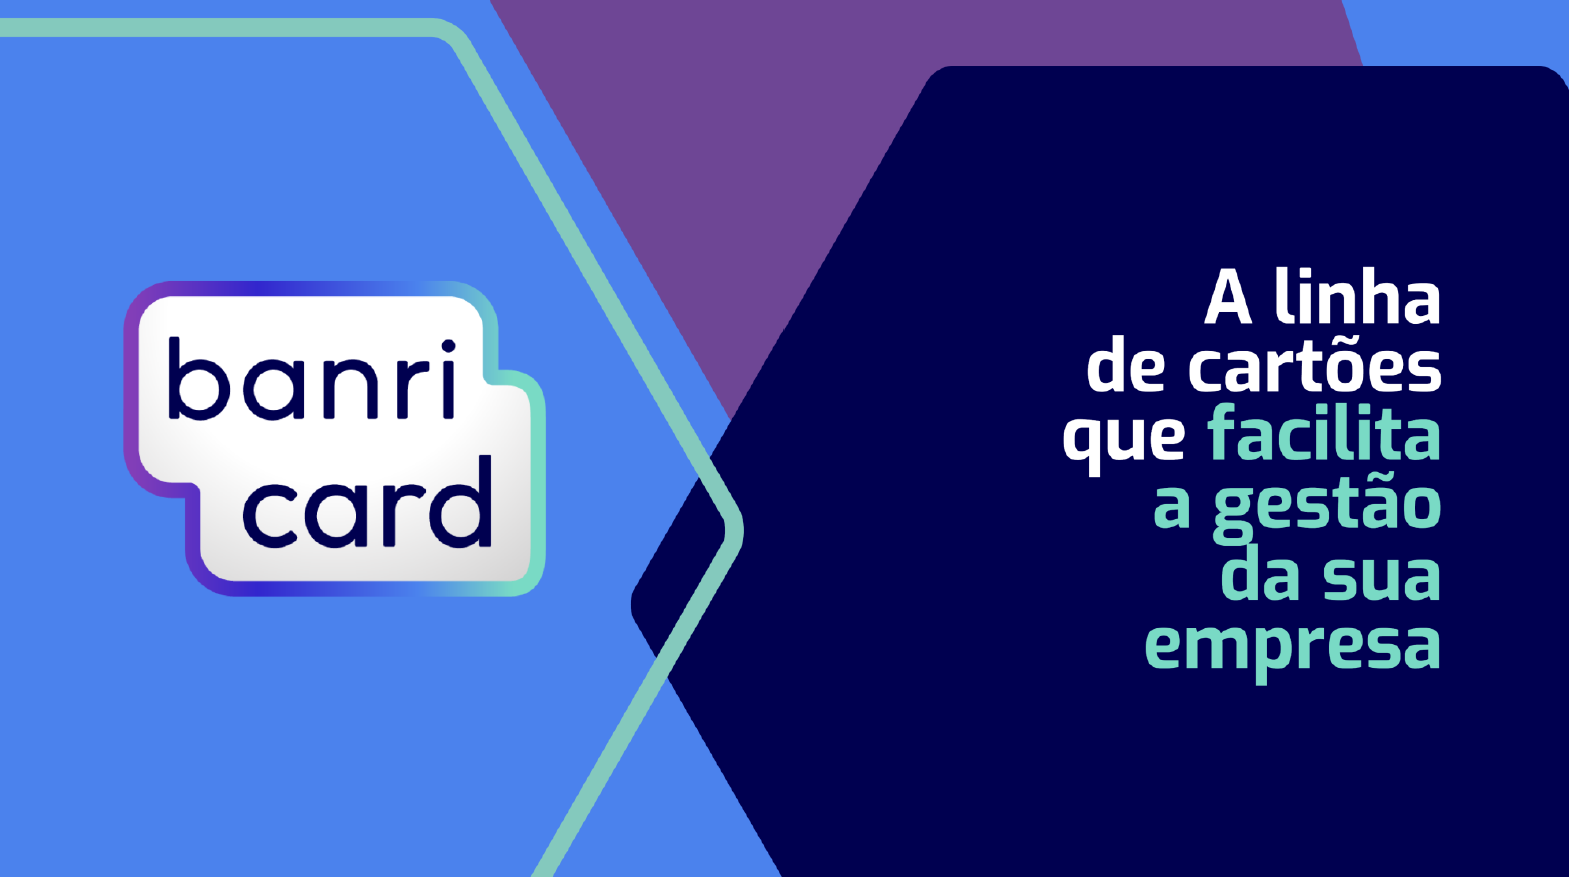 banri
card
A linha
de cartões
que facilita
a gestão
da sua
empresa